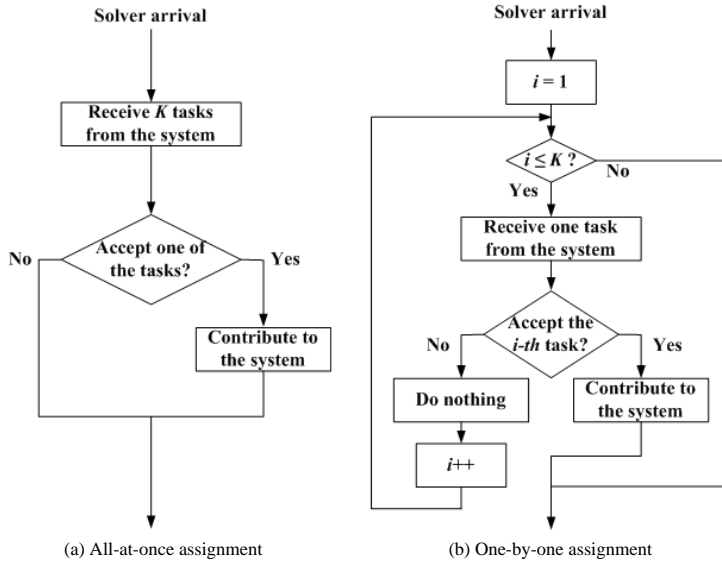 Solver arrival
Receive K tasks
from the system
Accept one of
the tasks?
No
Yes
Contribute to
the system
(a) All-at-once assignment
Solver arrival
i = 1
i ≤ K ?
No
Yes
Receive one task
from the system
Accept the
i-th task?
No
Yes
Do nothing
Contribute to
the system
i++
(b) One-by-one assignment